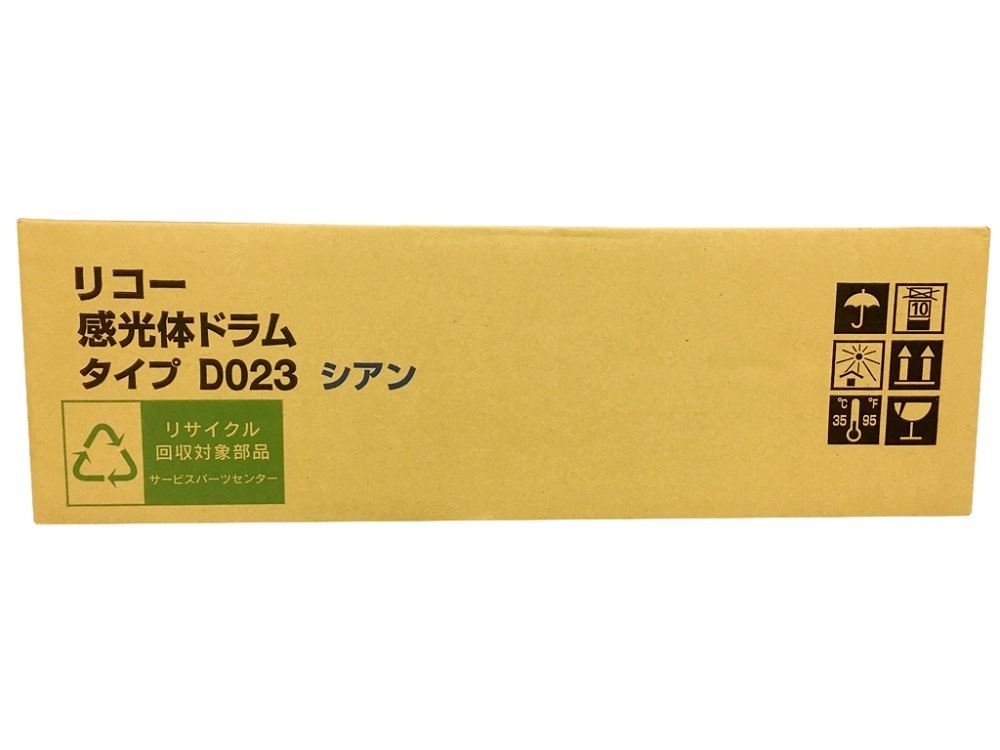 リコー
感光体ドラム
タイプ D023 シアン
リサイクル
回収対象部品
サービスパーツセンター
10
°C °F
35 95